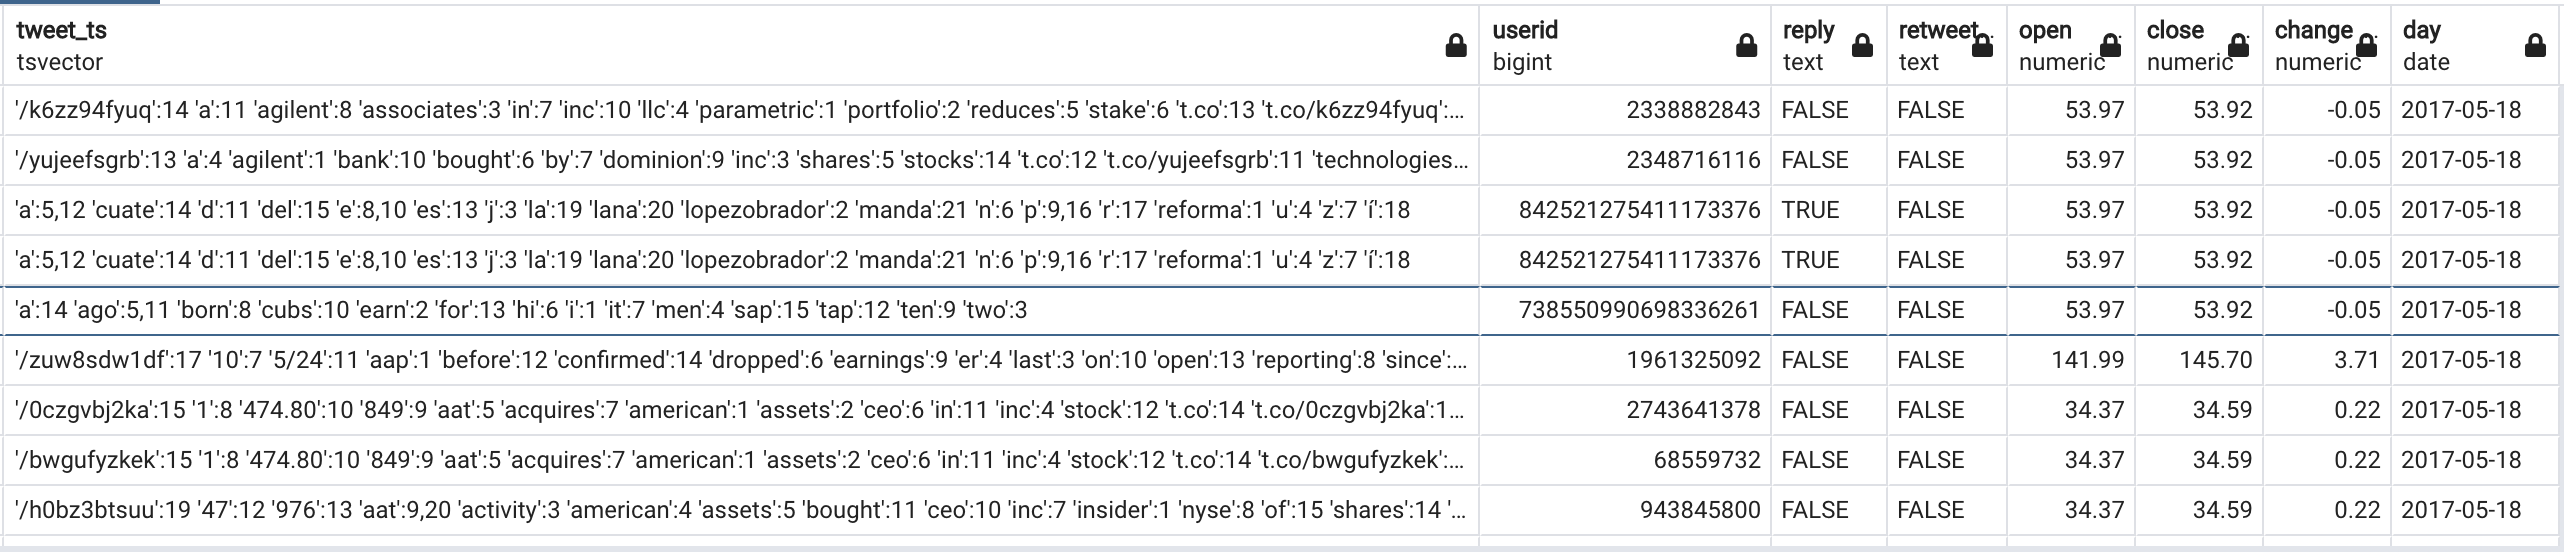 tweet_ts userid reply retweet open close change day
tsvector bigint text text numeric numeric numeric date
'/k6zz94fyuq':14 'a':11 'agilent':8 'associates':3 'in':7 'inc':10 'llc':4 'parametric':1 'portfolio':2 'reduces':5 'stake':6 't.co':13 't.co/k6zz94fyuq':... 2338882843 FALSE FALSE 53.97 53.92 -0.05 2017-05-18
'/yujeefsgrb':13 'a':4 'agilent':1 'bank':10 'bought':6 'by':7 'dominion':9 'inc':3 'shares':5 'stocks':14 't.co':12 't.co/yujeefsgrb':11 'technologies... 2348716116 FALSE FALSE 53.97 53.92 -0.05 2017-05-18
'a':5,12 'cuate':14 'd':11 'del':15 'e':8,10 'es':13 'j':3 'la':19 'lana':20 'lopezobrador':2 'manda':21 'n':6 'p':9,16 'r':17 'reforma':1 'u':4 'z':7 'í':18 842521275411173376 TRUE FALSE 53.97 53.92 -0.05 2017-05-18
'a':5,12 'cuate':14 'd':11 'del':15 'e':8,10 'es':13 'j':3 'la':19 'lana':20 'lopezobrador':2 'manda':21 'n':6 'p':9,16 'r':17 'reforma':1 'u':4 'z':7 'í':18 842521275411173376 TRUE FALSE 53.97 53.92 -0.05 2017-05-18
'a':14 'ago':5,11 'born':8 'cubs':10 'earn':2 'for':13 'hi':6 'i':1 'it':7 'men':4 'sap':15 'tap':12 'ten':9 'two':3 738550990698336261 FALSE FALSE 53.97 53.92 -0.05 2017-05-18
'/zuw8sdw1df':17 '10':7 '5/24':11 'aap':1 'before':12 'confirmed':14 'dropped':6 'earnings':9 'er':4 'last':3 'on':10 'open':13 'reporting':8 'since':... 1961325092 FALSE FALSE 141.99 145.70 3.71 2017-05-18
'/0czgvbj2ka':15 '1':8 '474.80':10 '849':9 'aat':5 'acquires':7 'american':1 'assets':2 'ceo':6 'in':11 'inc':4 'stock':12 't.co':14 't.co/0czgvbj2ka':1... 2743641378 FALSE FALSE 34.37 34.59 0.22 2017-05-18
'/bwgufyzkek':15 '1':8 '474.80':10 '849':9 'aat':5 'acquires':7 'american':1 'assets':2 'ceo':6 'in':11 'inc':4 'stock':12 't.co':14 't.co/bwgufyzkek':... 68559732 FALSE FALSE 34.37 34.59 0.22 2017-05-18
'/h0bz3btsuu':19 '47':12 '976':13 'aat':9,20 'activity':3 'american':4 'assets':5 'bought':11 'ceo':10 'inc':7 'insider':1 'nyse':8 'of':15 'shares':14 '... 943845800 FALSE FALSE 34.37 34.59 0.22 2017-05-18